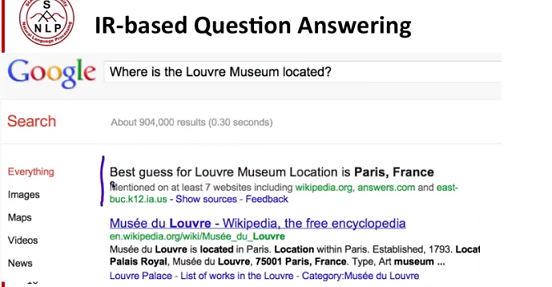 S
NLP
IR-based Question Answering
Google
Where is the Louvre Museum located?
Search
About 904,000 results (0.30 seconds)
Everything
Images
Maps
Videos
News
Best guess for Louvre Museum Location is Paris, France
Mentioned on at least 7 websites including wikipedia.org, answers.com and east-
buc.k12.ia.us - Show sources - Feedback
Musée du Louvre - Wikipedia, the free encyclopedia
en.wikipedia.org/wiki/Musée_du_Louvre
Musée du Louvre is located in Paris. Location within Paris. Established, 1793. Locat
Palais Royal, Musée du Louvre, 75001 Paris, France. Type, Art museum ...
Louvre Palace - List of works in the Louvre - Category:Musée du Louvre